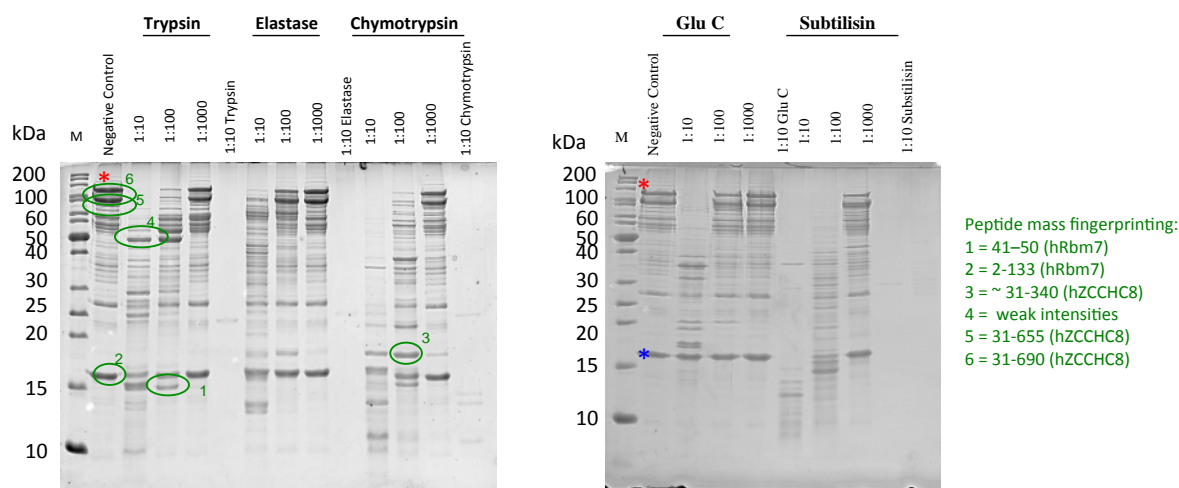 Trypsin
Elastase
Chymotrypsin
kDa
M
Negative Control
1:10
1:100
1:1000
1:10 Trypsin
1:10
1:100
1:1000
1:10 Elastase
1:10
1:100
1:1000
1:10 Chymotrypsin
200
100
60
50
40
30
25
20
15
10
*
6
5
4
2
1
3
Glu C
Subtilisin
kDa
M
Negative Control
1:10
1:100
1:1000
1:10 Glu C
1:10
1:100
1:1000
1:10 Substilisin
200
100
60
50
40
30
25
20
15
10
*
*
Peptide mass fingerprinting:
1 = 41–50 (hRbm7)
2 = 2-133 (hRbm7)
3 = ~ 31-340 (hZCCHC8)
4 = weak intensities
5 = 31-655 (hZCCHC8)
6 = 31-690 (hZCCHC8)